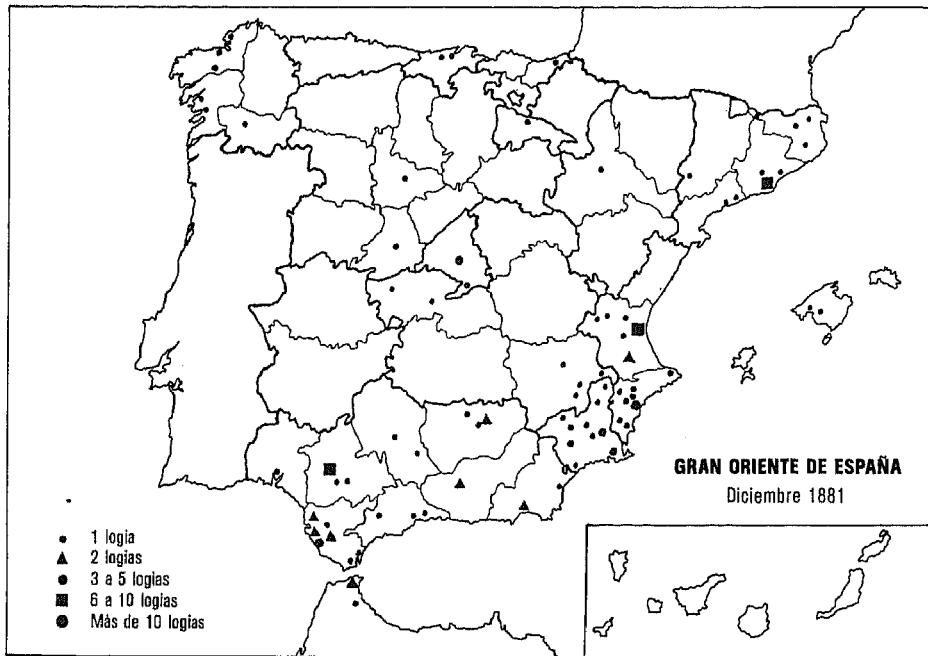 GRAN ORIENTE DE ESPAÑA
Diciembre 1881
1 logia
2 logias
3 a 5 logias
6 a 10 logias
Más de 10 logias